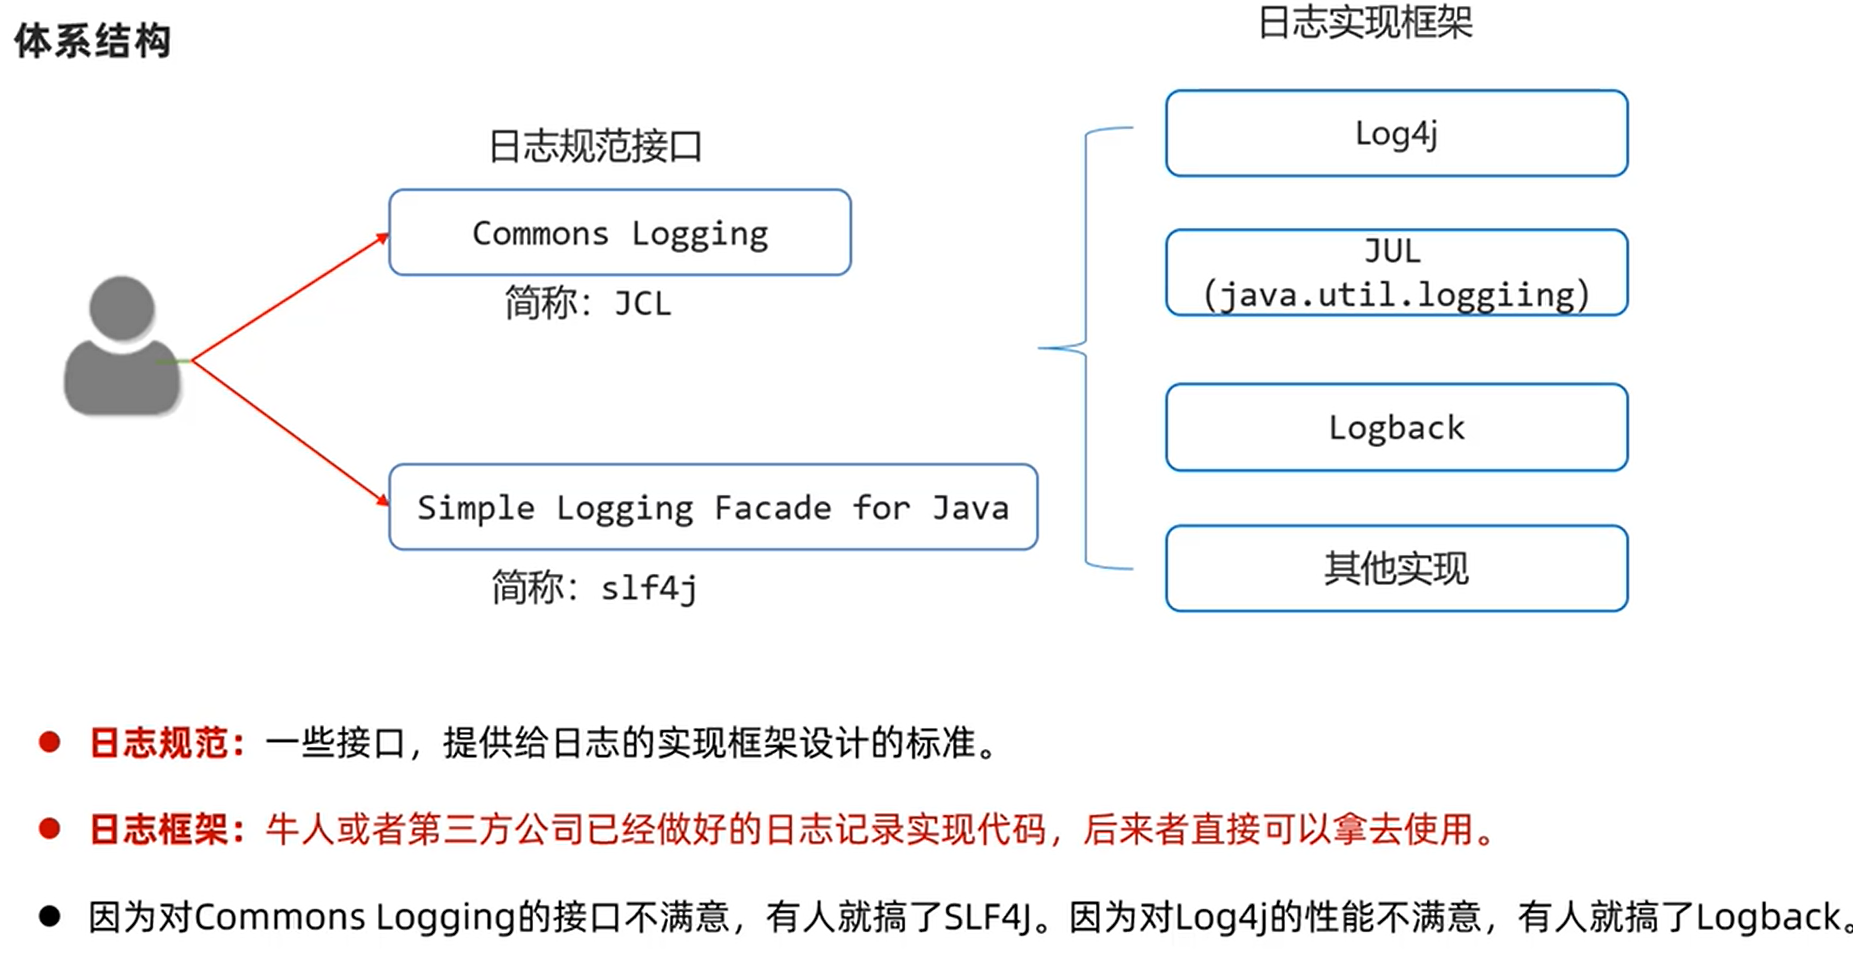 体系结构
日志规范接口
Commons Logging
简称：JCL
Simple Logging Facade for Java
简称：slf4j
日志实现框架
Log4j
JUL
(java.util.loggiing)
Logback
其他实现
日志规范：一些接口，提供给日志的实现框架设计的标准。
日志框架：牛人或者第三方公司已经做好的日志记录实现代码，后来者直接可以拿去使用。
因为对Commons Logging的接口不满意，有人就搞了SLF4J。因为对Log4j的性能不满意，有人就搞了Logback。